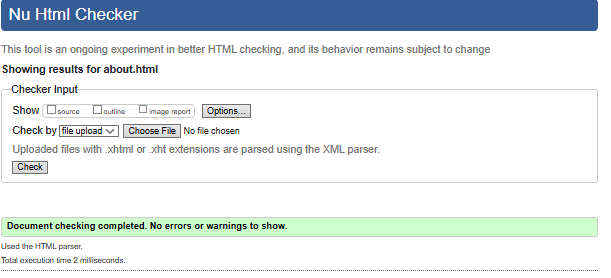 Nu Html Checker
This tool is an ongoing experiment in better HTML checking, and its behavior remains subject to change
Showing results for about.html
Checker Input
Show source outline image report Options...
Check by file upload Choose File No file chosen
Uploaded files with .xhtml or .xht extensions are parsed using the XML parser.
Check
Document checking completed. No errors or warnings to show.
Used the HTML parser.
Total execution time 2 milliseconds.